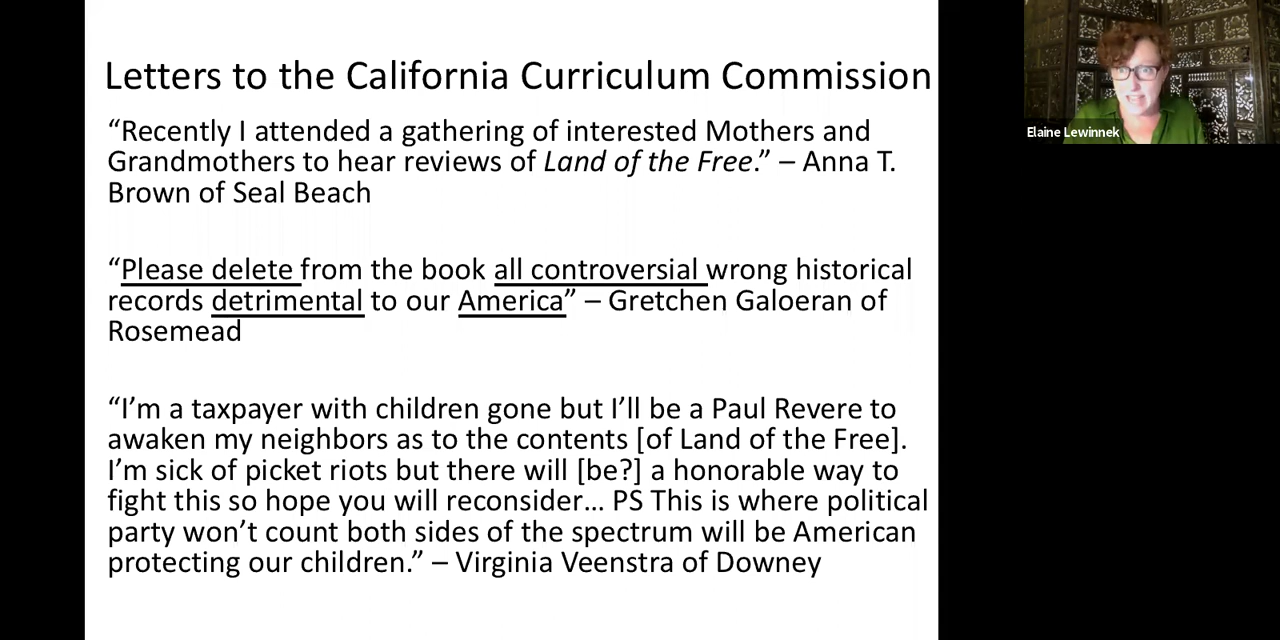 Letters to the California Curriculum Commission
“Recently I attended a gathering of interested Mothers and
Grandmothers to hear reviews of Land of the Free.” – Anna T.
Brown of Seal Beach
“Please delete from the book all controversial wrong historical
records detrimental to our America” – Gretchen Galoeran of
Rosemead
“I’m a taxpayer with children gone but I’ll be a Paul Revere to
awaken my neighbors as to the contents [of Land of the Free].
I’m sick of picket riots but there will [be?] a honorable way to
fight this so hope you will reconsider… PS This is where political
party won’t count both sides of the spectrum will be American
protecting our children.” – Virginia Veenstra of Downey
Elaine Lewinnek